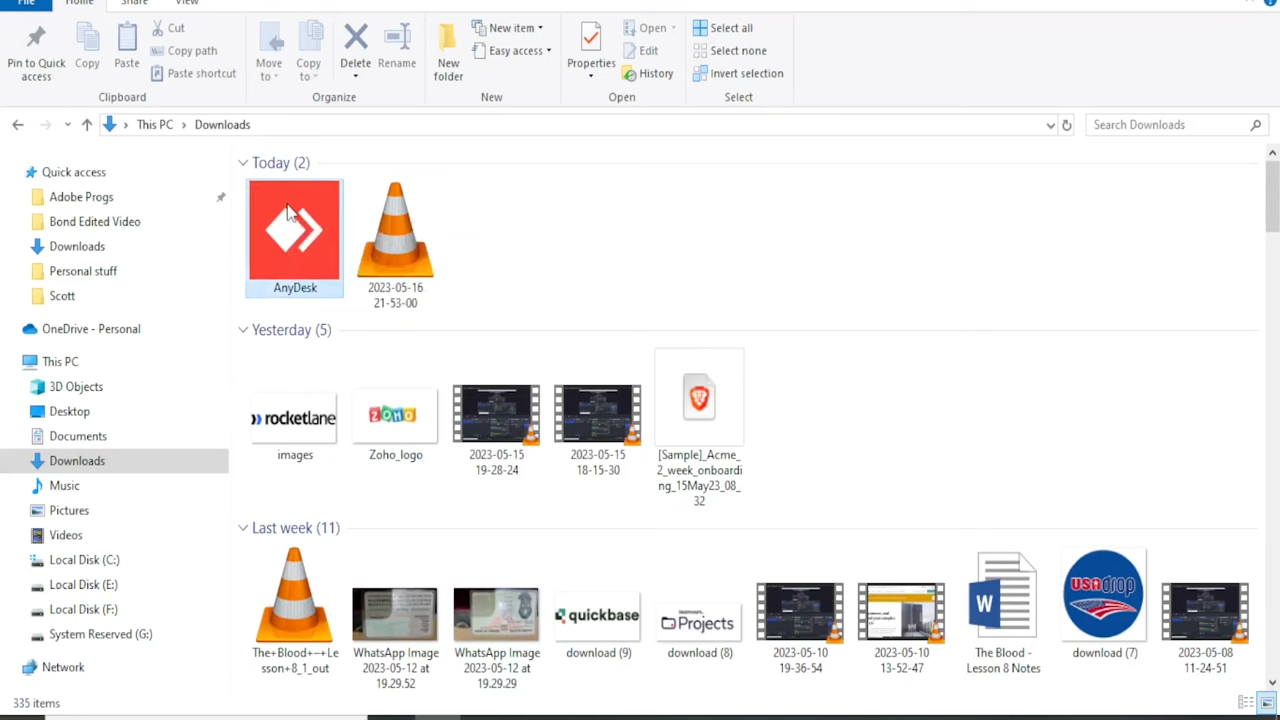 File
Home
Share
View
Pin to Quick
access
Copy
Paste
Cut
Copy path
Paste shortcut
Clipboard
Move
to
Copy
to
Delete
Rename
Organize
New
folder
New item
Easy access
New
Properties
Open
Edit
History
Open
Select all
Select none
Invert selection
Select
This PC > Downloads
Search Downloads
Quick access
Adobe Progs
Bond Edited Video
Downloads
Personal stuff
Scott
OneDrive - Personal
This PC
3D Objects
Desktop
Documents
Downloads
Music
Pictures
Videos
Local Disk (C:)
Local Disk (E:)
Local Disk (F:)
System Reserved (G:)
Network
Today (2)
AnyDesk
2023-05-16
21-53-00
Yesterday (5)
rocketlane
images
ZOHO
Zoho_logo
2023-05-15
19-28-24
2023-05-15
18-15-30
[Sample]_Acme_
2_week_onboardi
ng_15May23_08_
32
Last week (11)
The+Blood+–+Le
sson+8_1_out
WhatsApp Image
2023-05-12 at
19.29.52
WhatsApp Image
2023-05-12 at
19.29.29
quickbase
download (9)
Projects
download (8)
2023-05-10
19-36-54
2023-05-10
13-52-47
W
The Blood -
Lesson 8 Notes
USAdrop
download (7)
2023-05-08
11-24-51
335 items